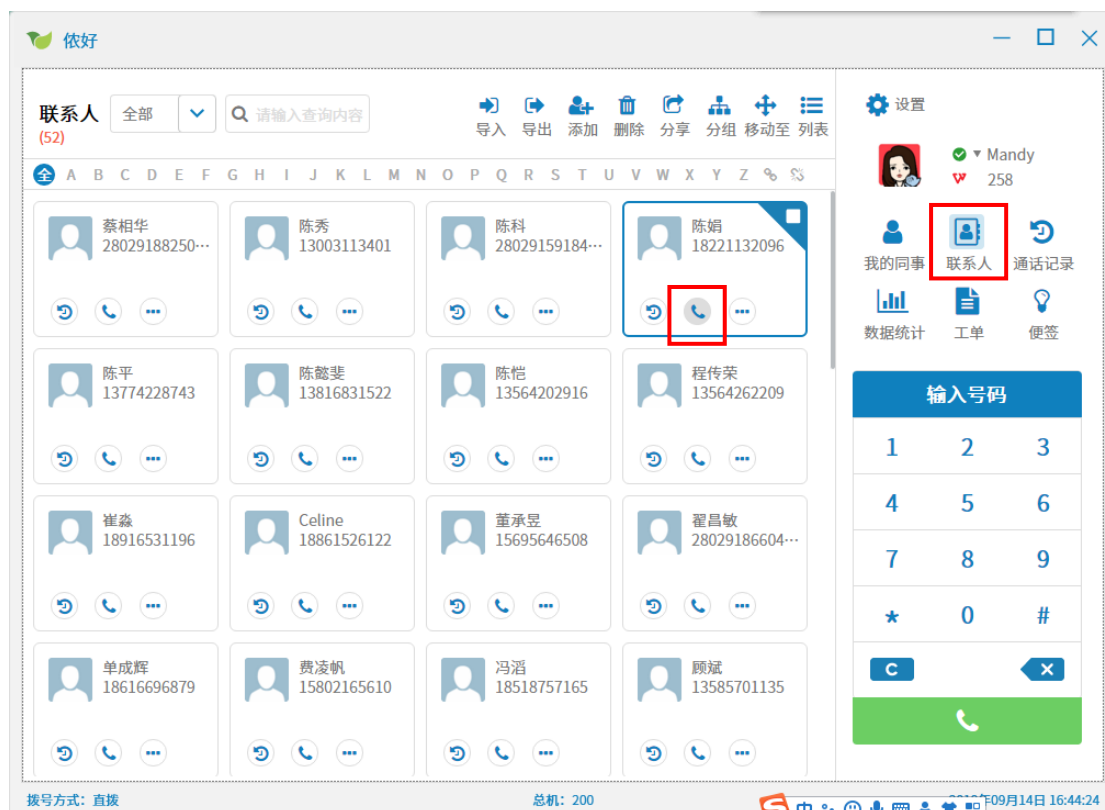 侬好
联系人 全部 请输入查询内容
(52)
导入 导出 添加 删除 分享 分组 移动至 列表
全 A B C D E F G H I J K L M N O P Q R S T U V W X Y Z
蔡相华
28029188250…
陈秀
13003113401
陈科
28029159184…
陈娟
18221132096
陈平
13774228743
陈懿斐
13816831522
陈恺
13564202916
程传荣
13564262209
崔淼
18916531196
Celine
18861526122
董承昱
15695646508
翟昌敏
28029186604…
单成辉
18616696879
费凌帆
15802165610
冯滔
18518757165
顾斌
13585701135
设置
Mandy
258
我的同事 联系人 通话记录
数据统计 工单 便签
输入号码
1 2 3
4 5 6
7 8 9
* 0 #
C
拨号方式：直拨
总机：200
中
年09月14日 16:44:24